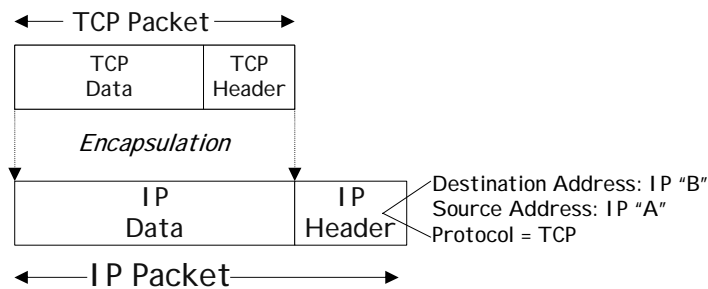 TCP Packet
TCP
Data
TCP
Header
Encapsulation
IP
Data
IP
Header
Destination Address: IP “B”
Source Address: IP “A”
Protocol = TCP
IP Packet